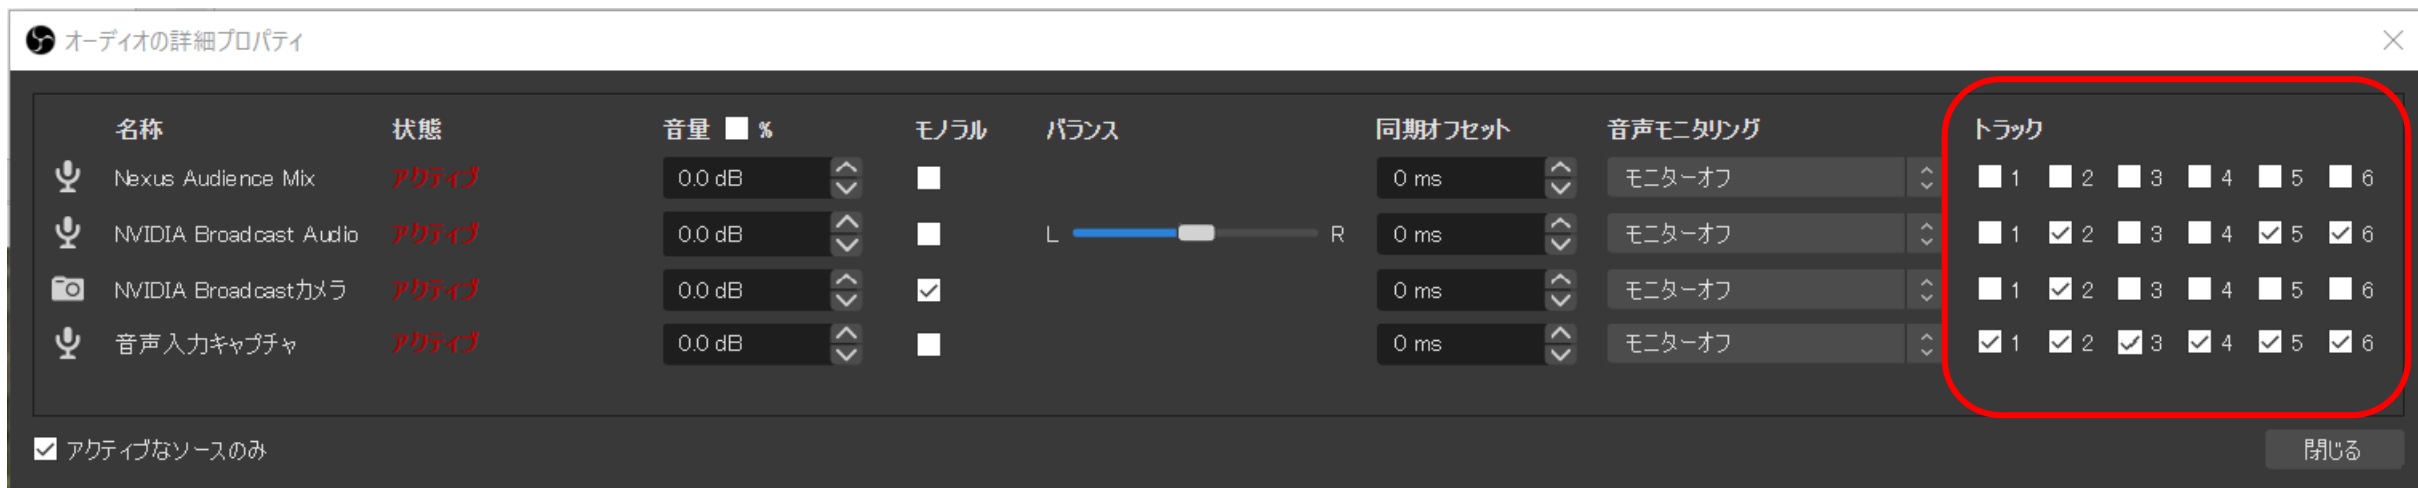 オーディオの詳細プロパティ
名称 状態 音量 % モノラル バランス 同期オフセット 音声モニタリング トラック
Nexus Audience Mix アクティブ 0.0 dB 0 ms モニターオフ 1 2 3 4 5 6
NVIDIA Broadcast Audio アクティブ 0.0 dB L R 0 ms モニターオフ 1 2 3 4 5 6
NVIDIA Broadcastカメラ アクティブ 0.0 dB 0 ms モニターオフ 1 2 3 4 5 6
音声入力キャプチャ アクティブ 0.0 dB 0 ms モニターオフ 1 2 3 4 5 6
アクティブなソースのみ 閉じる